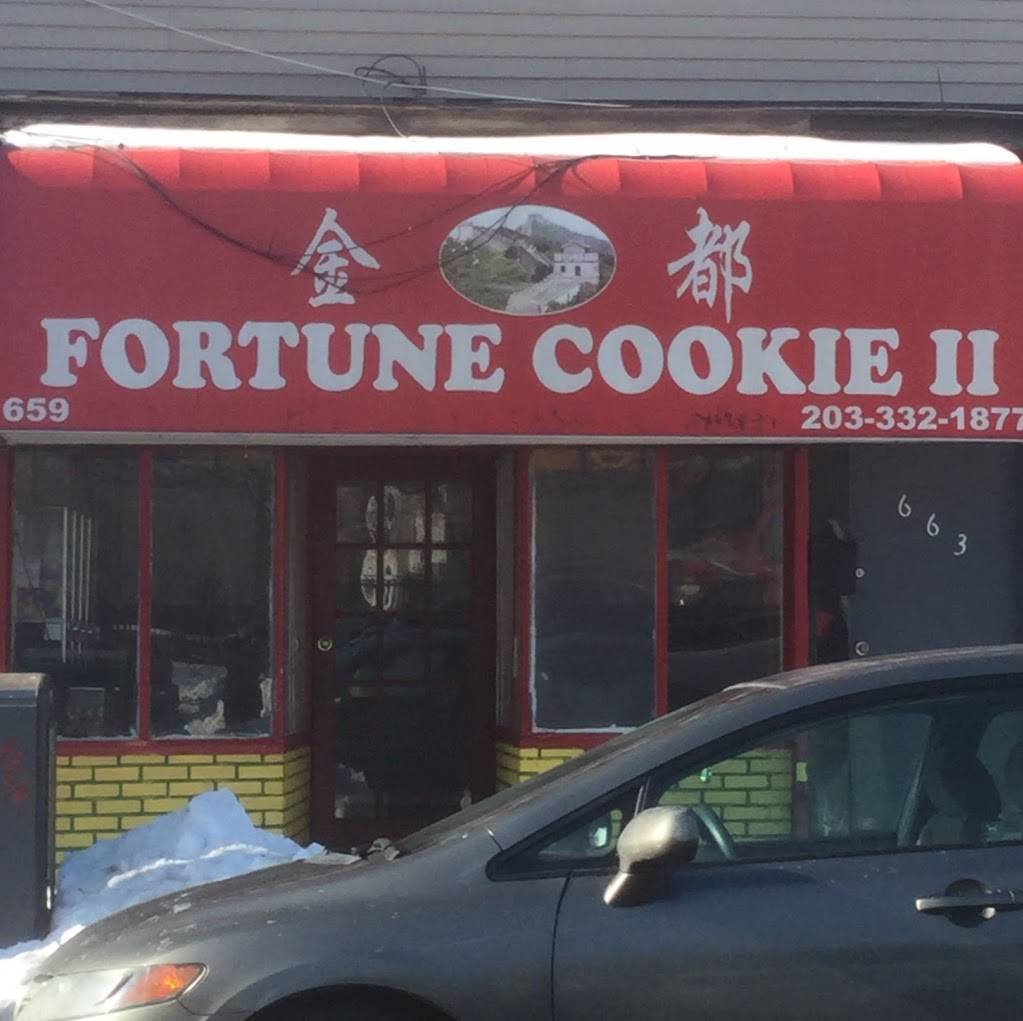 金 都
FORTUNE COOKIE II
659 203-332-1877
663